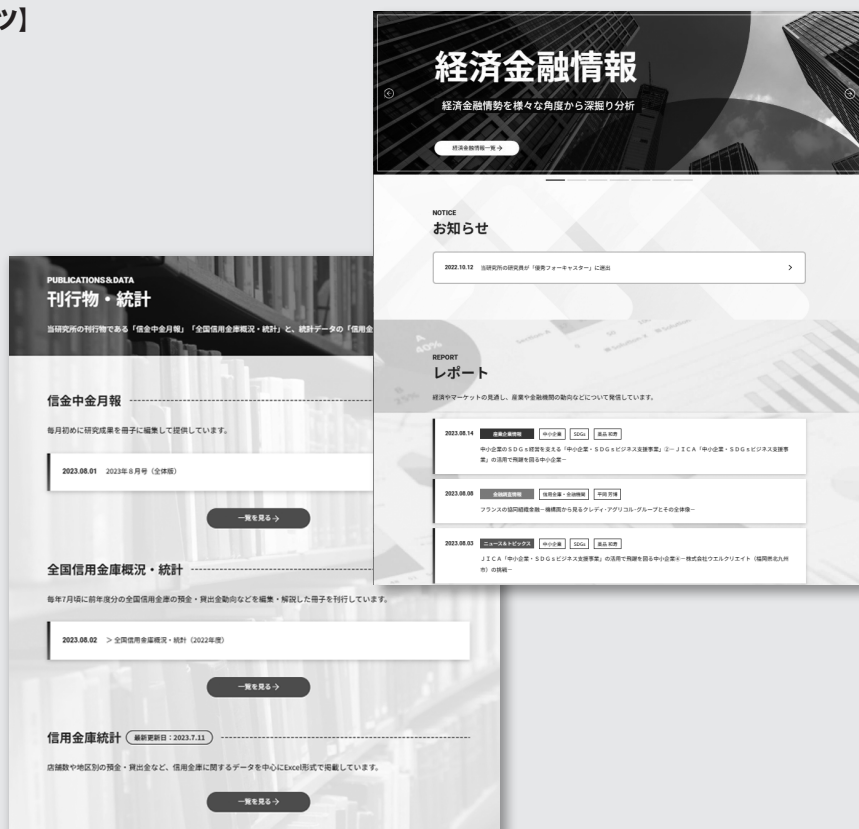 ツ】
経済金融情報
経済金融情勢を様々な角度から深掘り分析
経済金融情報一覧 →
NOTICE
お知らせ
2022.10.12 当研究所の研究員が「優秀フォーキャスター」に選出
REPORT
レポート
経済やマーケットの見通し、産業や金融機関の動向などについて発信しています。
2023.08.14 産業企業情報 中小企業 SDGs
中小企業のSDGs経営を支える「中小企業・SDGsビジネス支援事業」②－JICA「中小企業・SDGsビジネス支援事
業」の活用で飛躍を図る中小企業－
2023.08.08 金融調査情報 信用金庫・金融機関 平岡 芳博
フランスの協同組織金融－機構面から見るクレディ・アグリコル・グループとその全体像－
2023.08.03 ニュース&トピックス 中小企業 SDGs
JICA「中小企業・SDGsビジネス支援事業」の活用で飛躍を図る中小企業④－株式会社ウエルクリエイト（福岡県北九州
市）の挑戦－
PUBLICATIONS&DATA
刊行物・統計
当研究所の刊行物である「信金中金月報」「全国信用金庫概況・統計」と、統計データの「信用金
信金中金月報
毎月初めに研究成果を冊子に編集して提供しています。
2023.08.01 2023年8月号（全体版）
一覧を見る →
全国信用金庫概況・統計
毎年7月頃に前年度分の全国信用金庫の預金・貸出金動向などを編集・解説した冊子を刊行しています。
2023.08.02 ＞全国信用金庫概況・統計（2022年度）
一覧を見る →
信用金庫統計 最新更新日：2023.7.11
店舗数や地区別の預金・貸出金など、信用金庫に関するデータを中心にExcel形式で掲載しています。
一覧を見る →